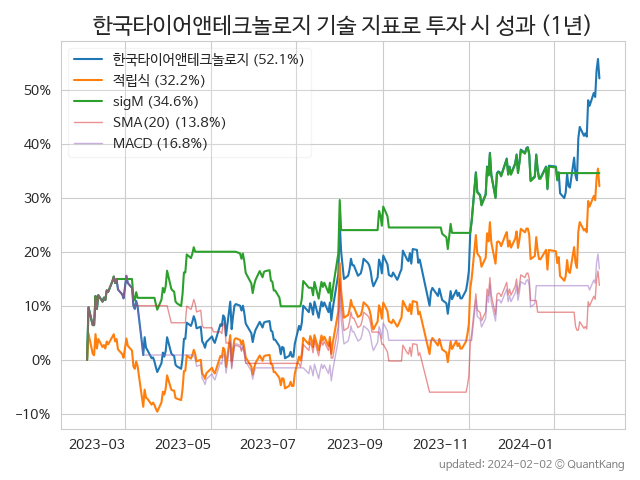 한국타이어앤테크놀로지 기술 지표로 투자 시 성과 (1년)
한국타이어앤테크놀로지 (52.1%)
적립식 (32.2%)
sigM (34.6%)
SMA(20) (13.8%)
MACD (16.8%)
50%
40%
30%
20%
10%
0%
−10%
2023-03 2023-05 2023-07 2023-09 2023-11 2024-01
updated: 2024-02-02 © QuantKang